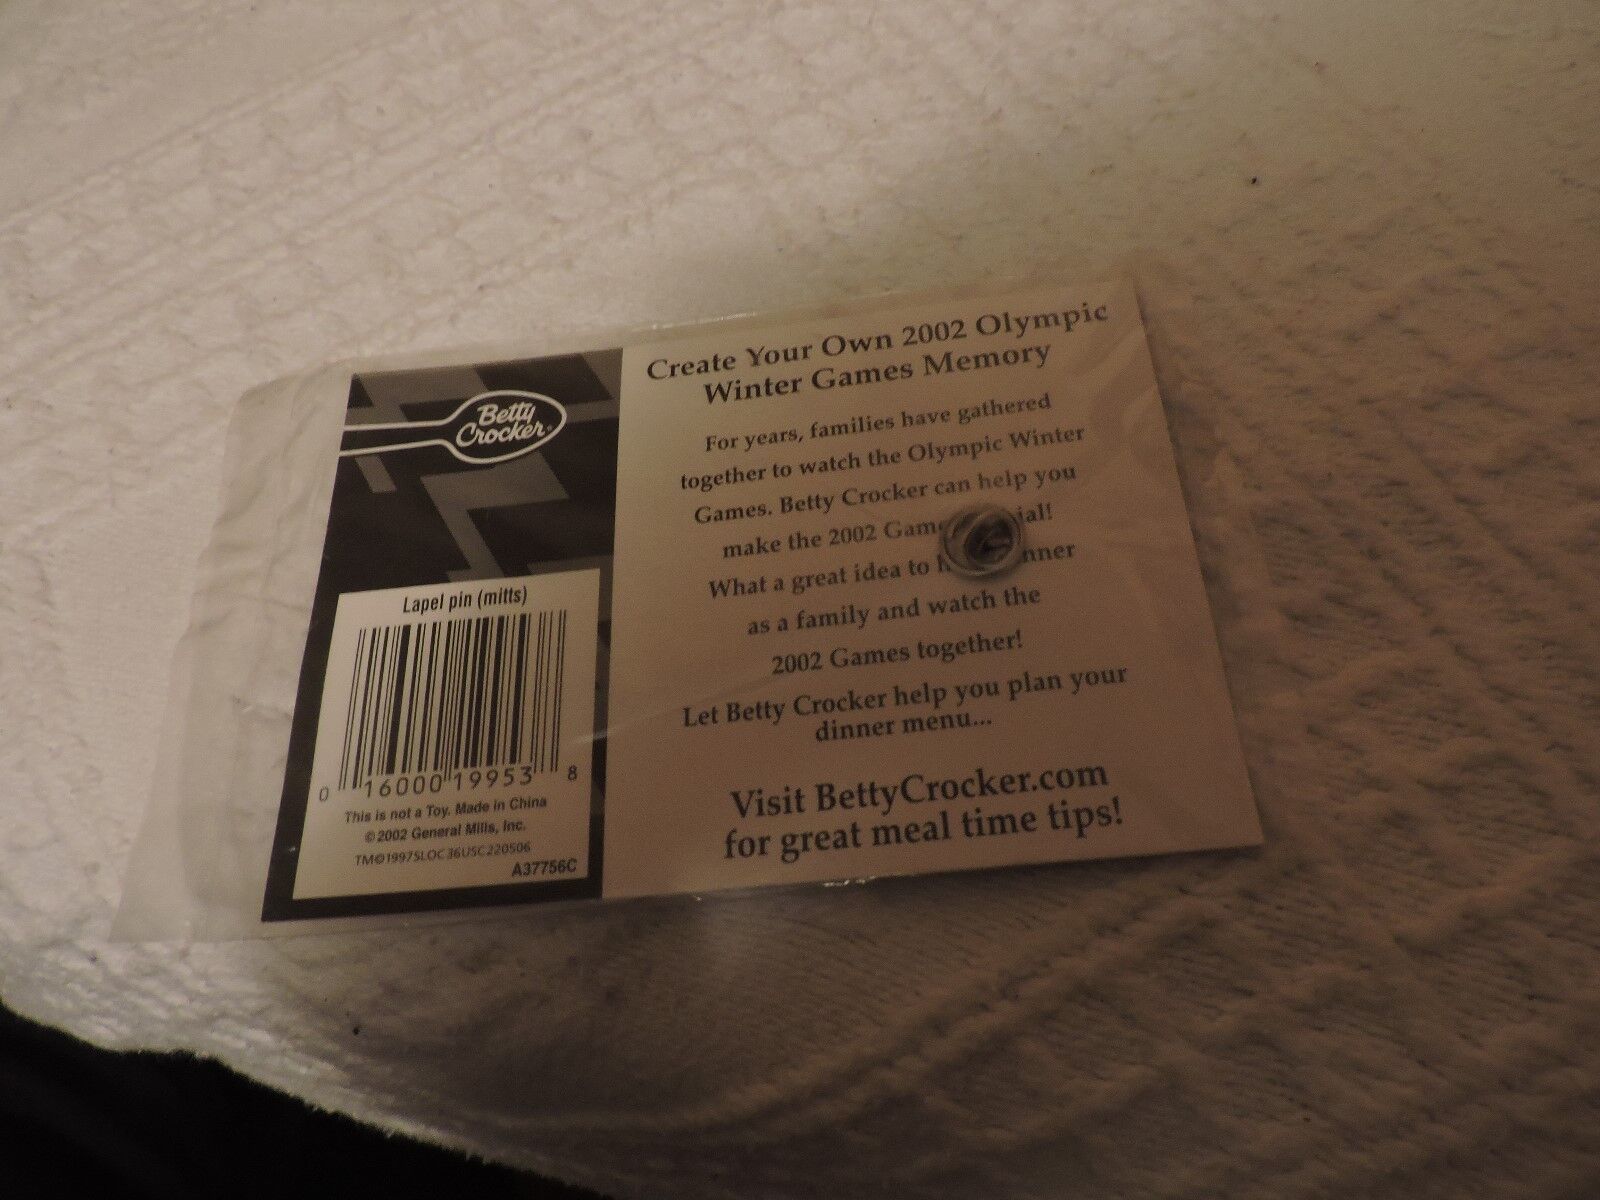 Betty
Crocker®
Lapel pin (mitts)
0 16000 19953 8
This is not a Toy. Made in China
©2002 General Mills, Inc.
TM©1997SLOC 36USC220506
A37756C
Create Your Own 2002 Olympic
Winter Games Memory
For years, families have gathered
together to watch the Olympic Winter
Games. Betty Crocker can help you
make the 2002
What a great idea to
as a family and watch the
2002 Games together!
Let Betty Crocker help you plan your
dinner menu...
Visit BettyCrocker.com
for great meal time tips!